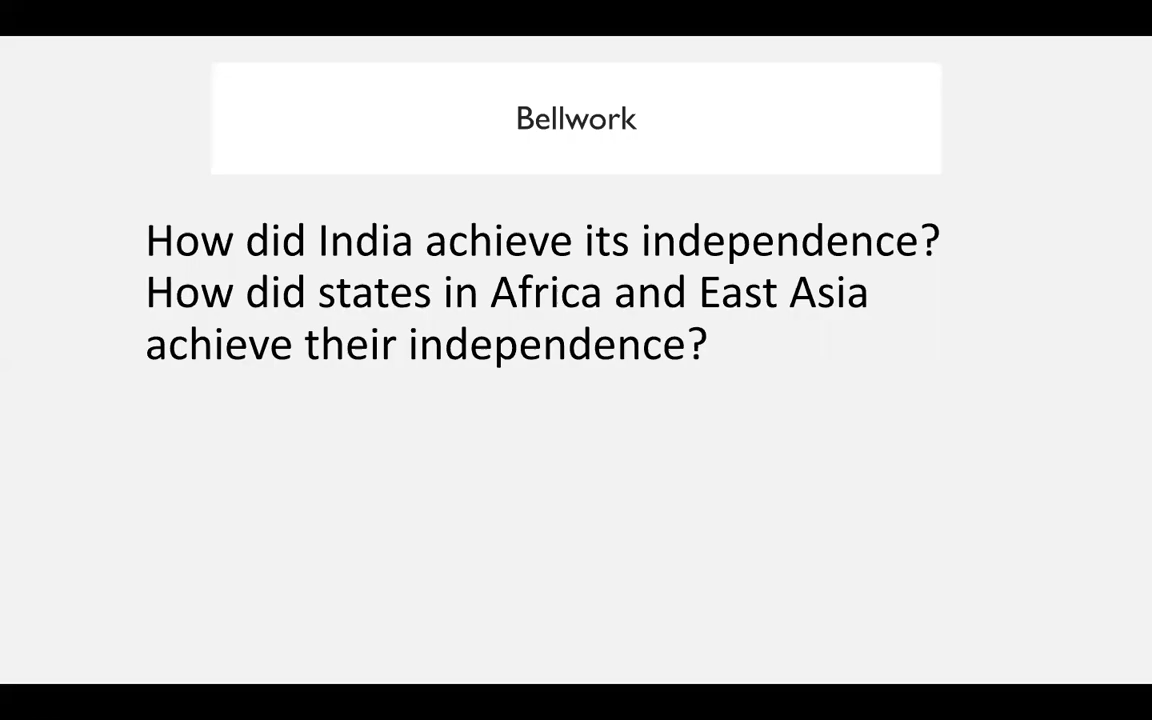 Bellwork
How did India achieve its independence?
How did states in Africa and East Asia
achieve their independence?